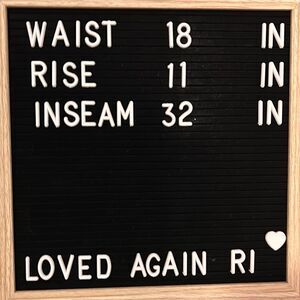 WAIST 18 IN
RISE 11 IN
INSEAM 32 IN
LOVED AGAIN RI